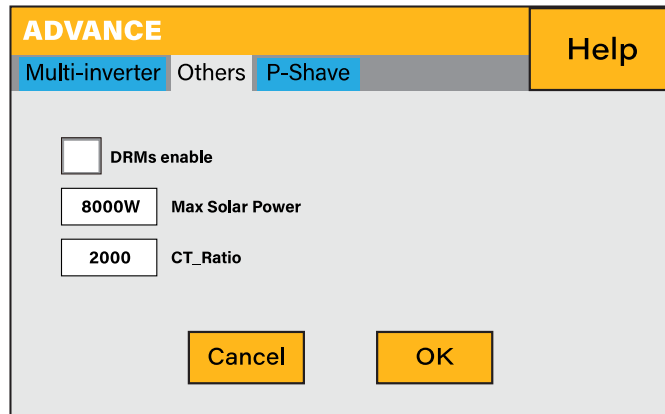 ADVANCE
Help
Multi-inverter Others P-Shave
DRMs enable
8000W Max Solar Power
2000 CT_Ratio
Cancel OK